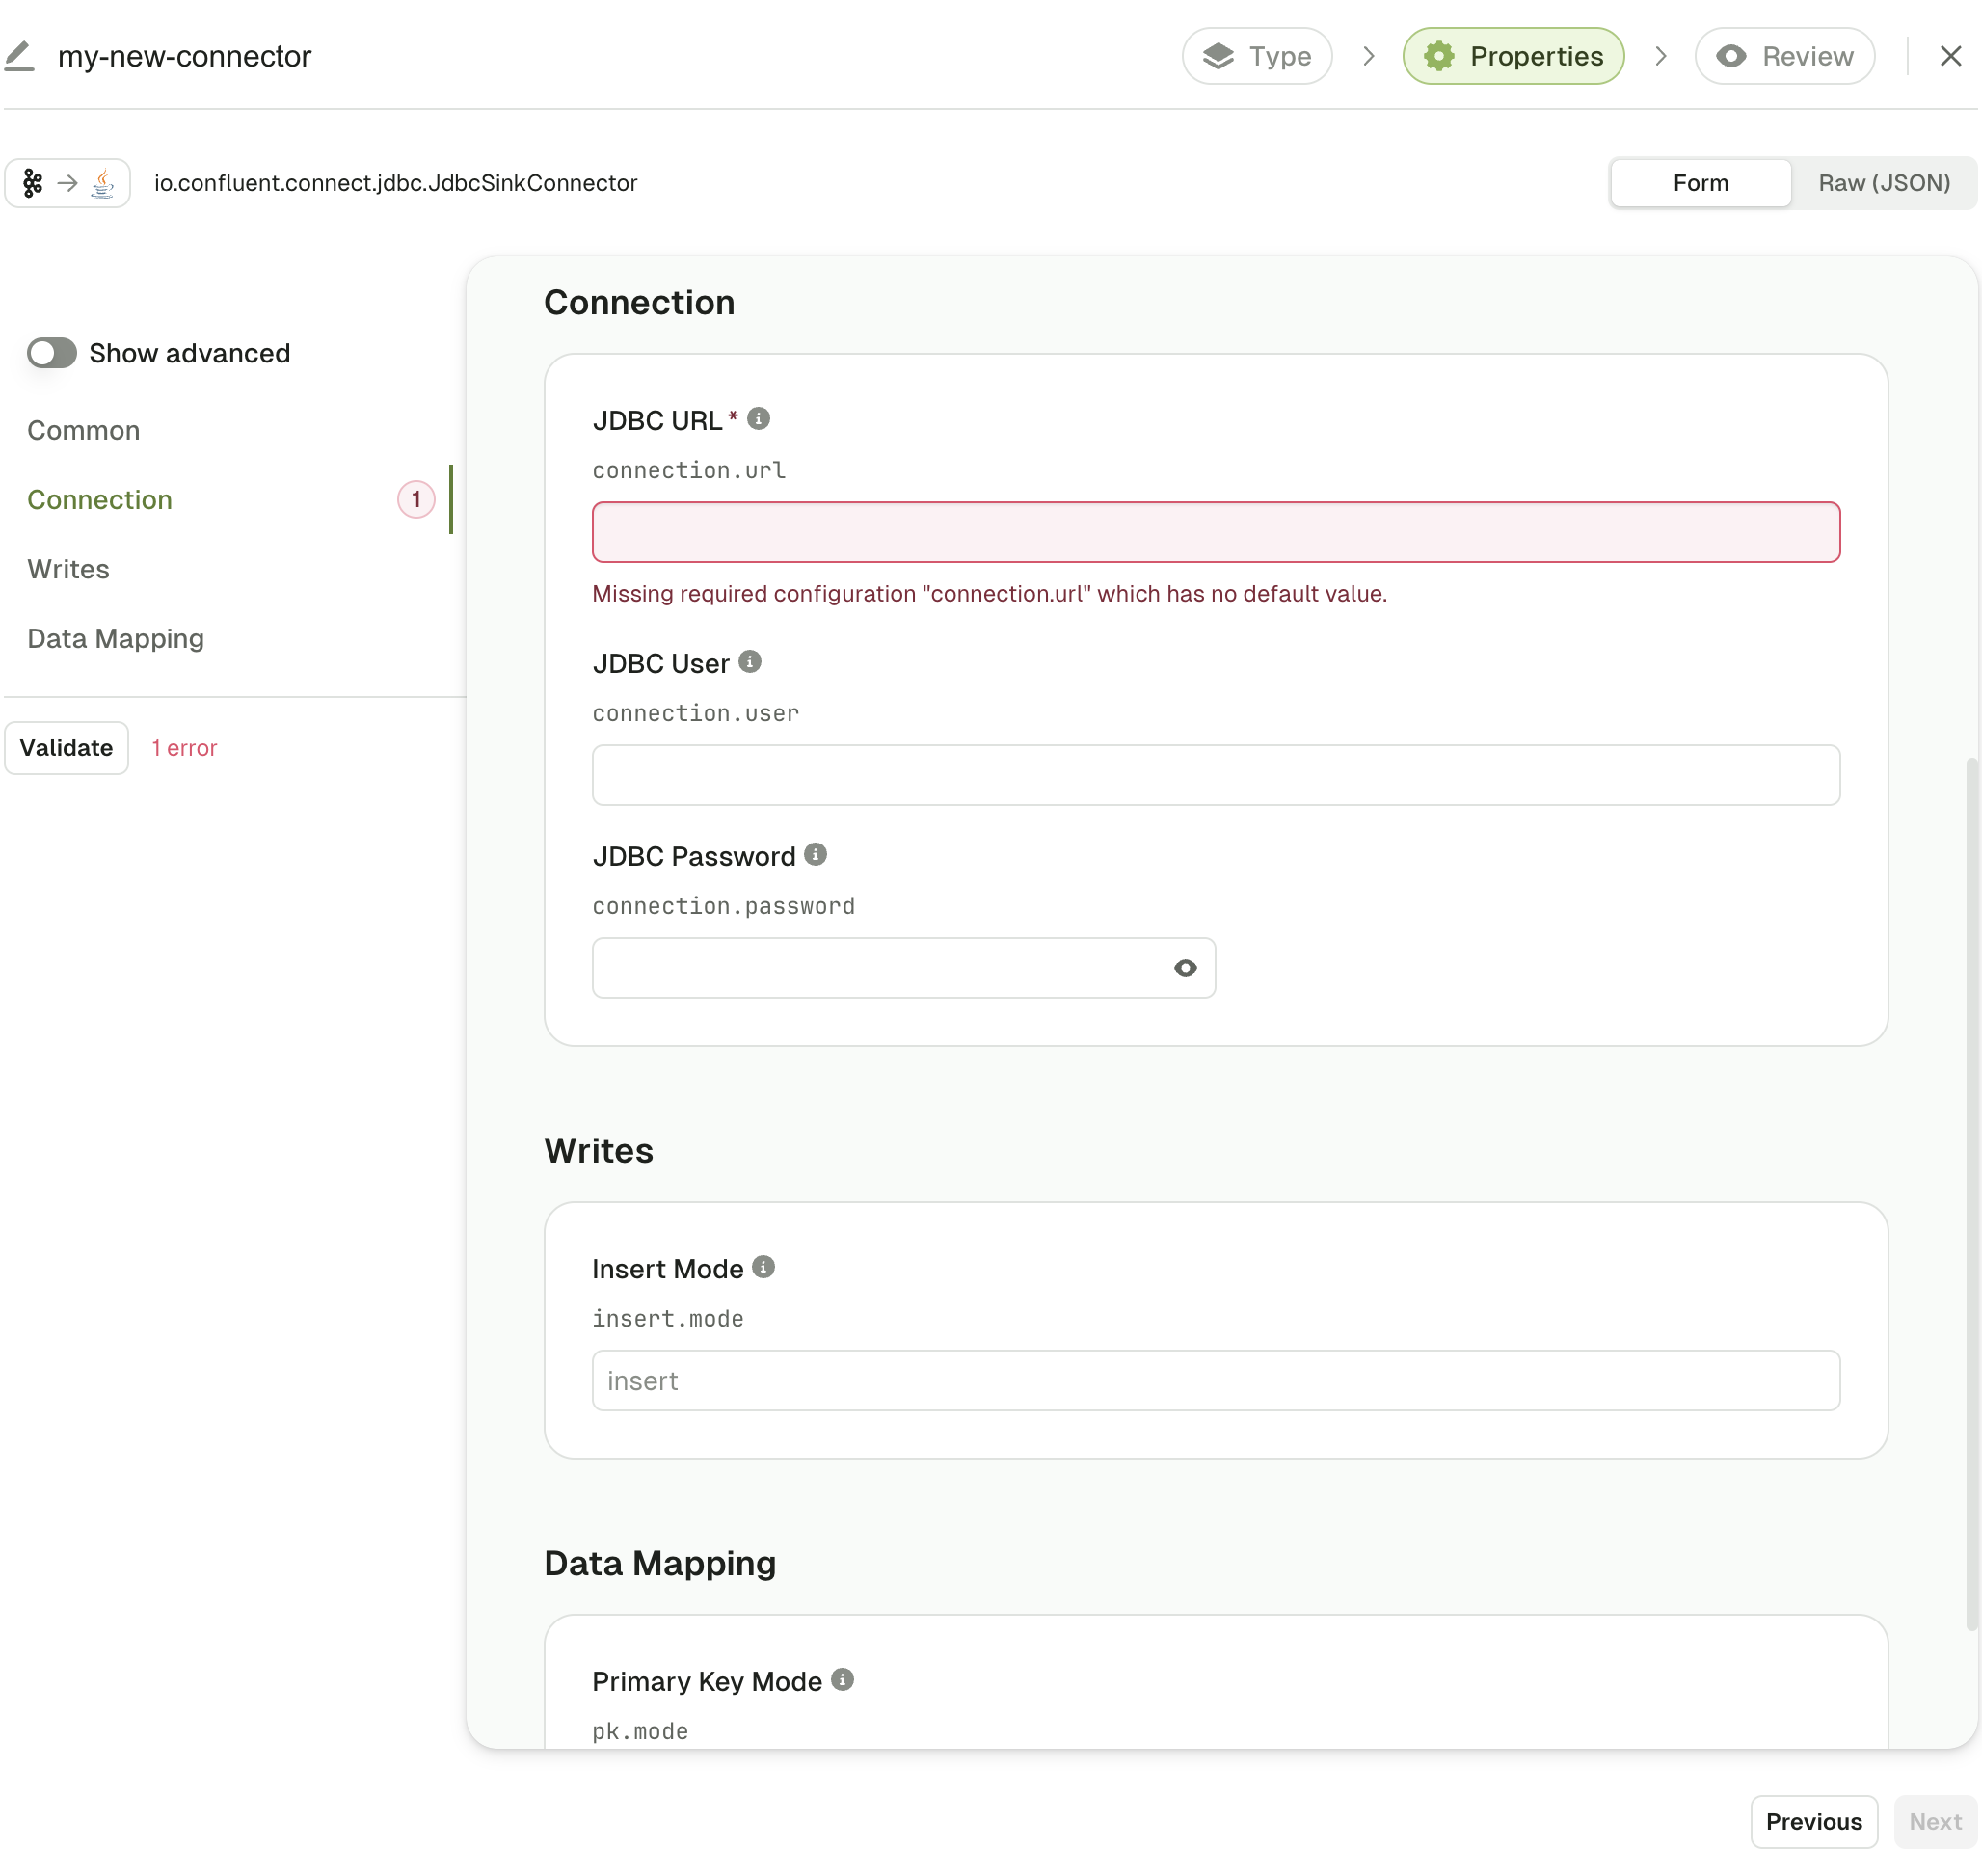 my-new-connector
Type
Properties
Review
io.confluent.connect.jdbc.JdbcSinkConnector
Form
Raw (JSON)
Show advanced
Common
Connection
1
Writes
Data Mapping
Validate
1 error
Connection
JDBC URL*
connection.url
Missing required configuration "connection.url" which has no default value.
JDBC User
connection.user
JDBC Password
connection.password
Writes
Insert Mode
insert.mode
insert
Data Mapping
Primary Key Mode
pk.mode
Previous
Next